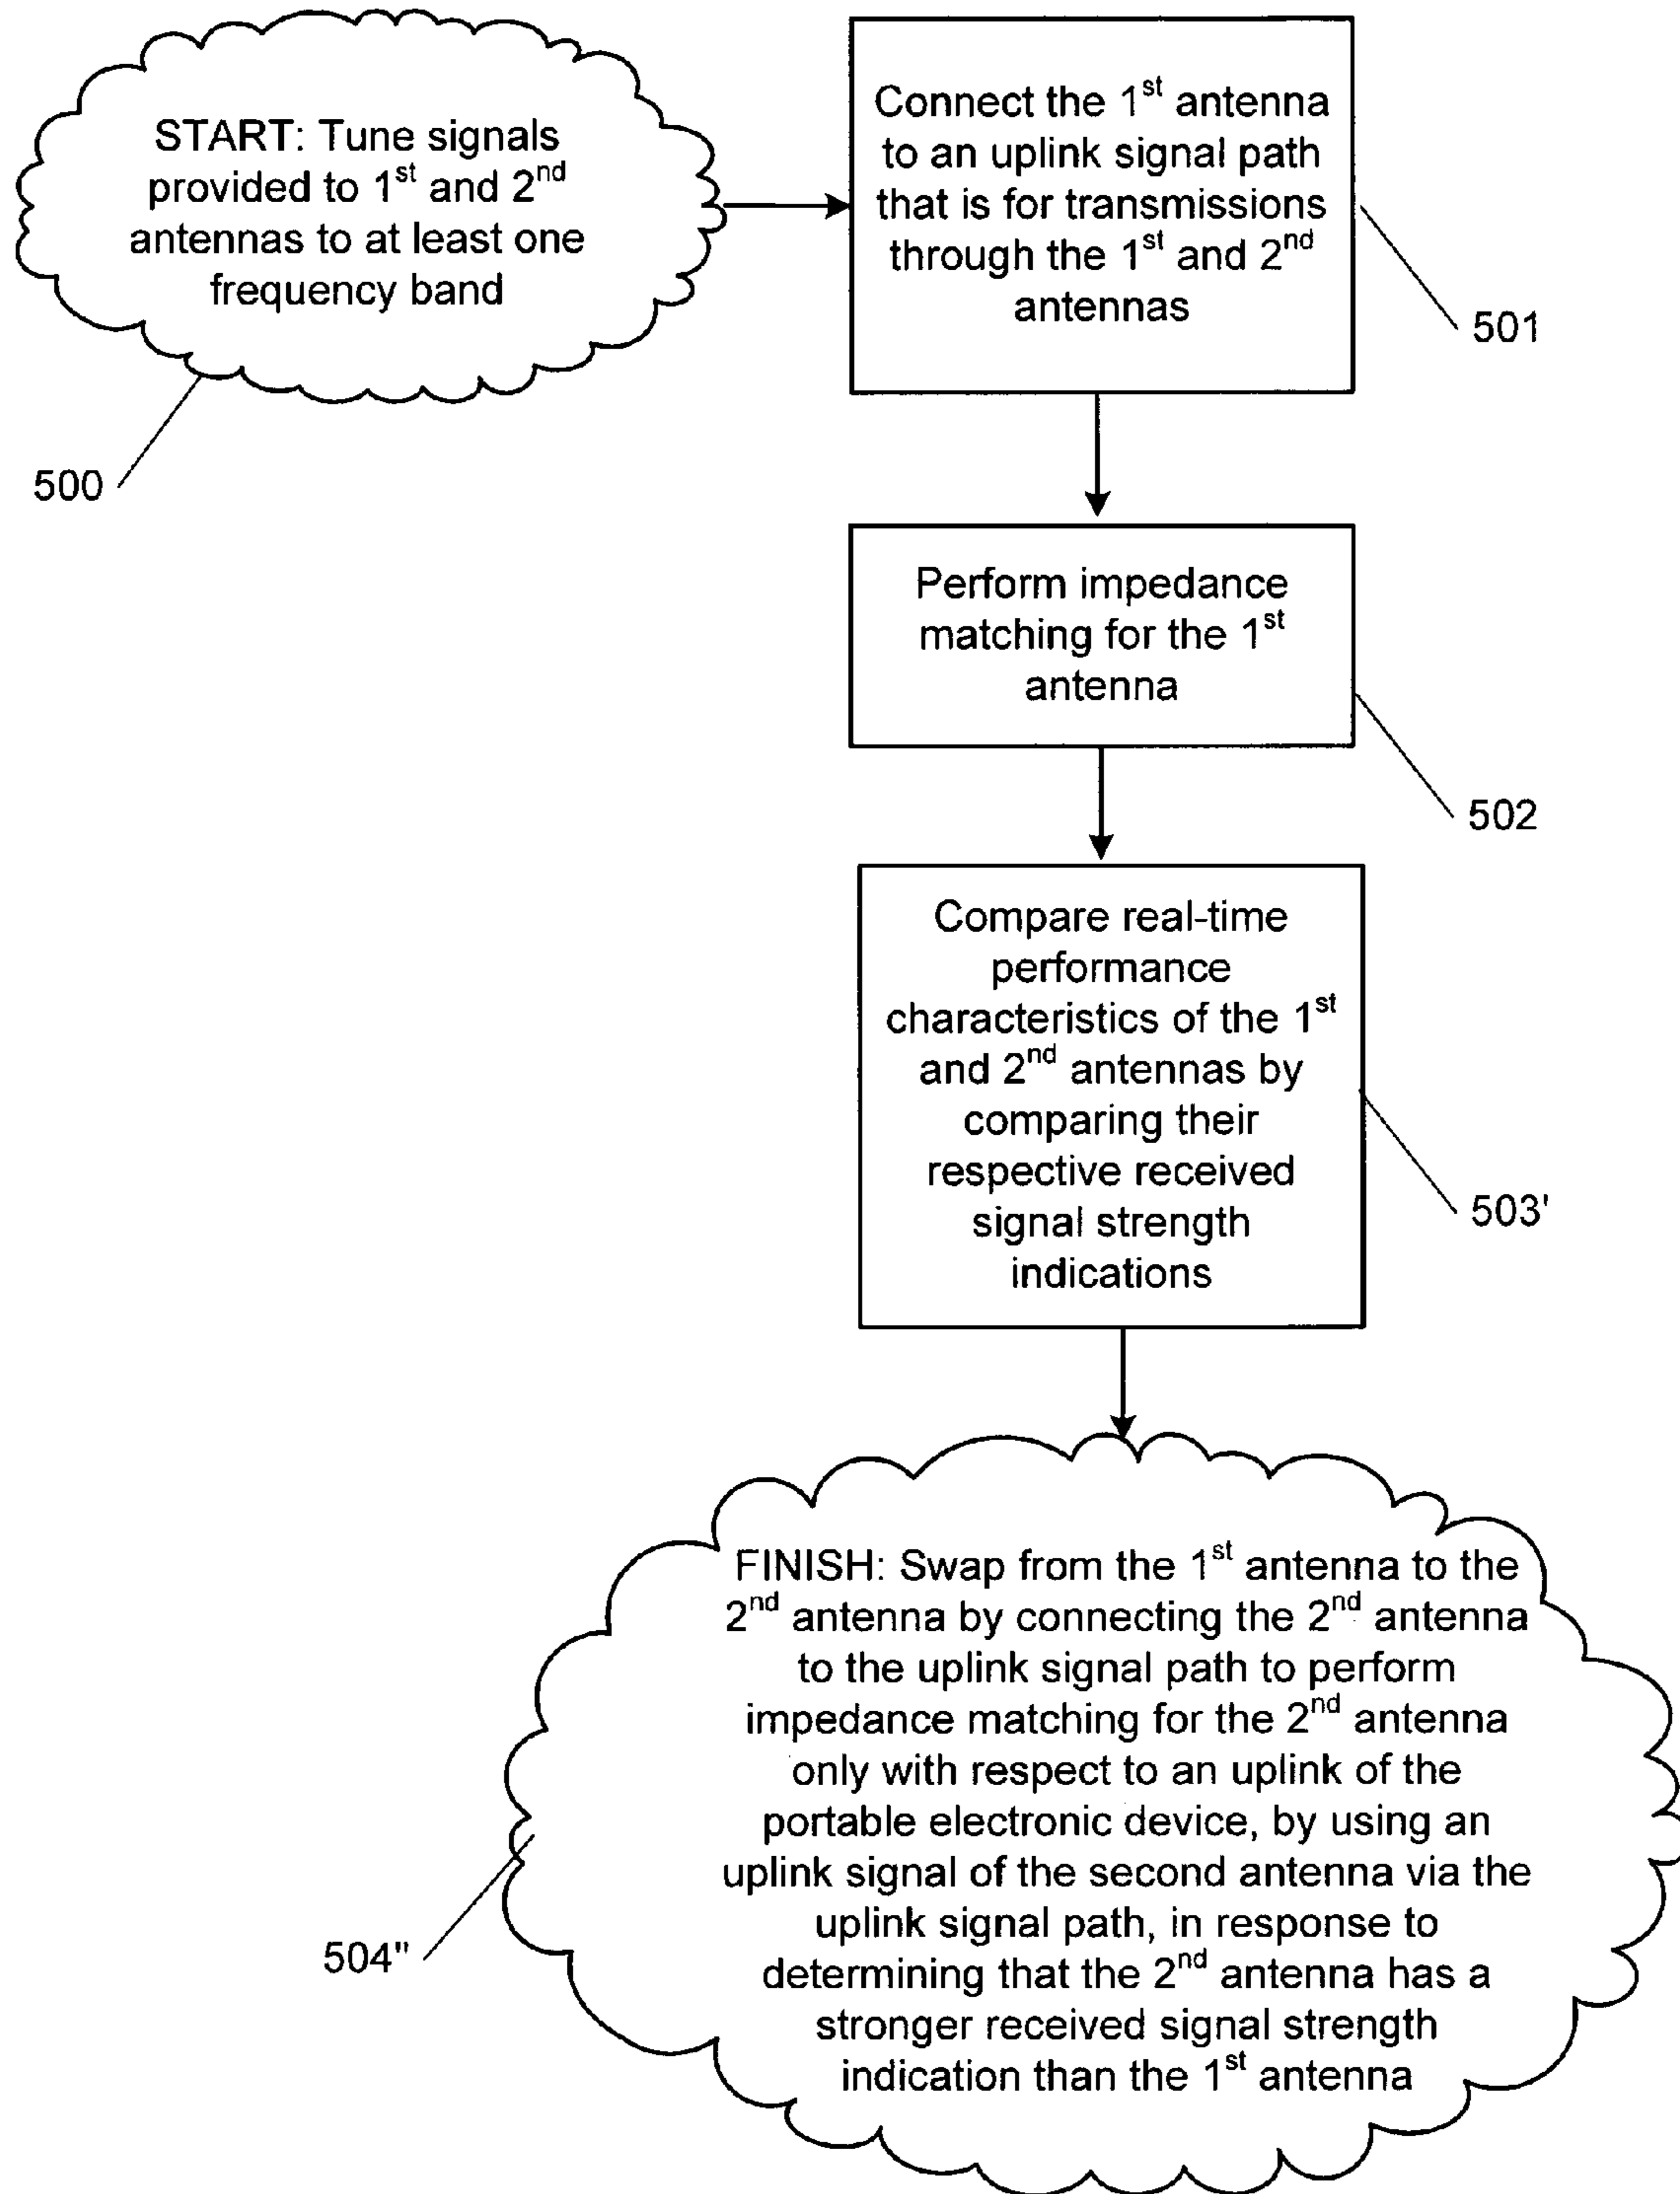 START: Tune signals
provided to 1st and 2nd
antennas to at least one
frequency band
500
Connect the 1st antenna
to an uplink signal path
that is for transmissions
through the 1st and 2nd
antennas
501
Perform impedance
matching for the 1st
antenna
502
Compare real-time
performance
characteristics of the 1st
and 2nd antennas by
comparing their
respective received
signal strength
indications
503'
FINISH: Swap from the 1st antenna to the
2nd antenna by connecting the 2nd antenna
to the uplink signal path to perform
impedance matching for the 2nd antenna
only with respect to an uplink of the
portable electronic device, by using an
uplink signal of the second antenna via the
uplink signal path, in response to
determining that the 2nd antenna has a
stronger received signal strength
indication than the 1st antenna
504"